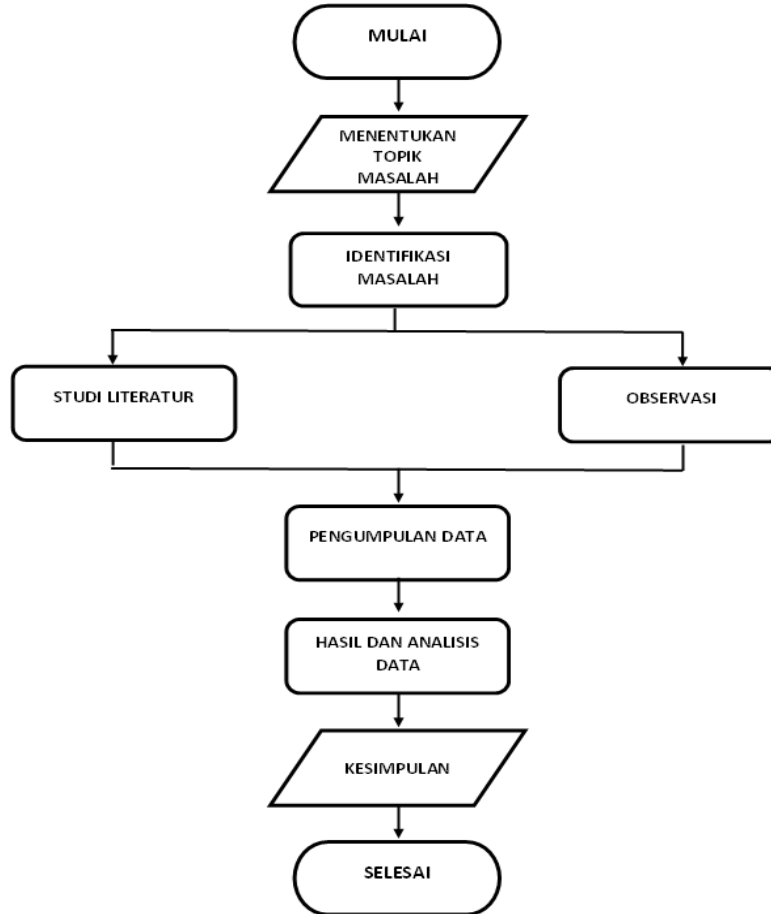 MULAI
MENENTUKAN
TOPIK
MASALAH
IDENTIFIKASI
MASALAH
STUDI LITERATUR
OBSERVASI
PENGUMPULAN DATA
HASIL DAN ANALISIS
DATA
KESIMPULAN
SELESAI